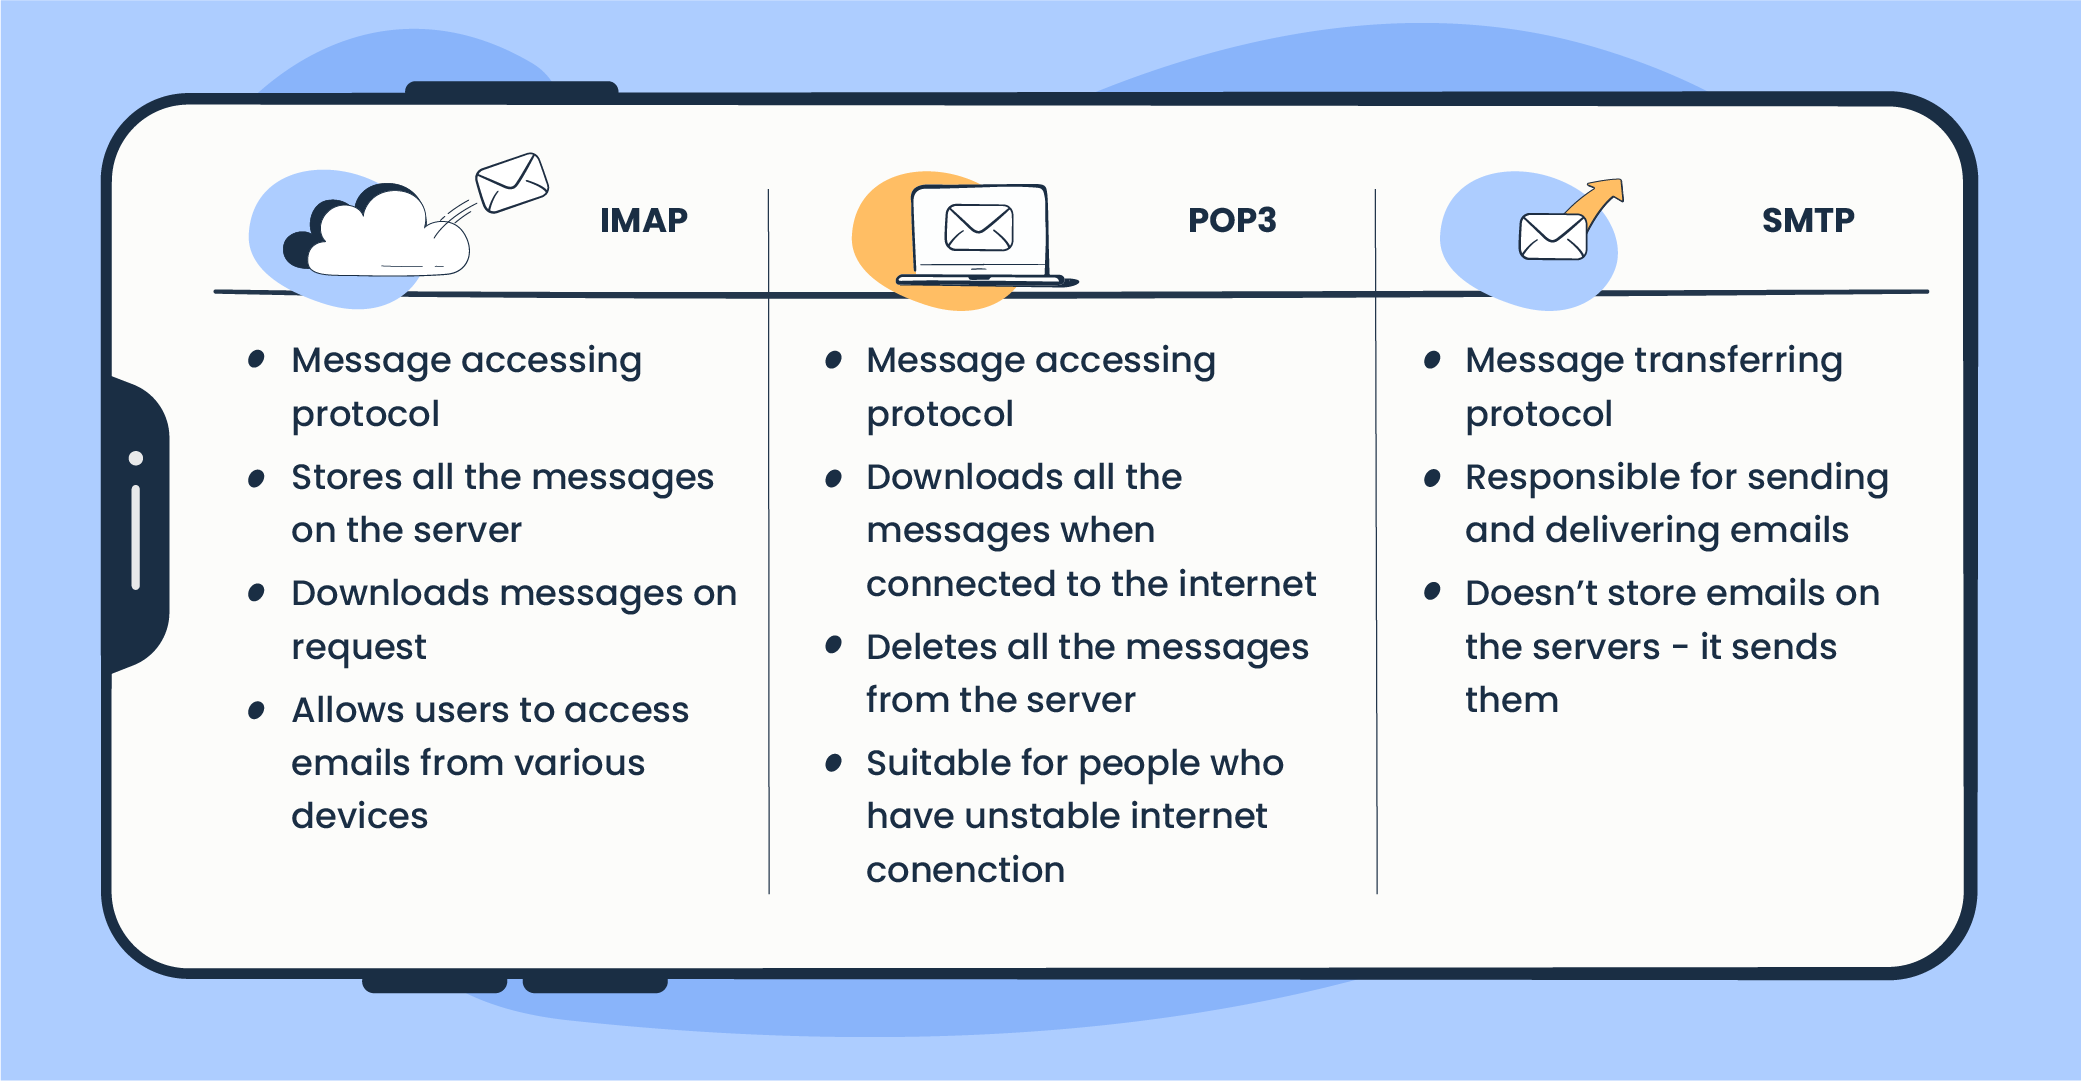 IMAP
Message accessing
protocol
Stores all the messages
on the server
Downloads messages on
request
Allows users to access
emails from various
devices
POP3
Message accessing
protocol
Downloads all the
messages when
connected to the internet
Deletes all the messages
from the server
Suitable for people who
have unstable internet
conenction
SMTP
Message transferring
protocol
Responsible for sending
and delivering emails
Doesn’t store emails on
the servers - it sends
them